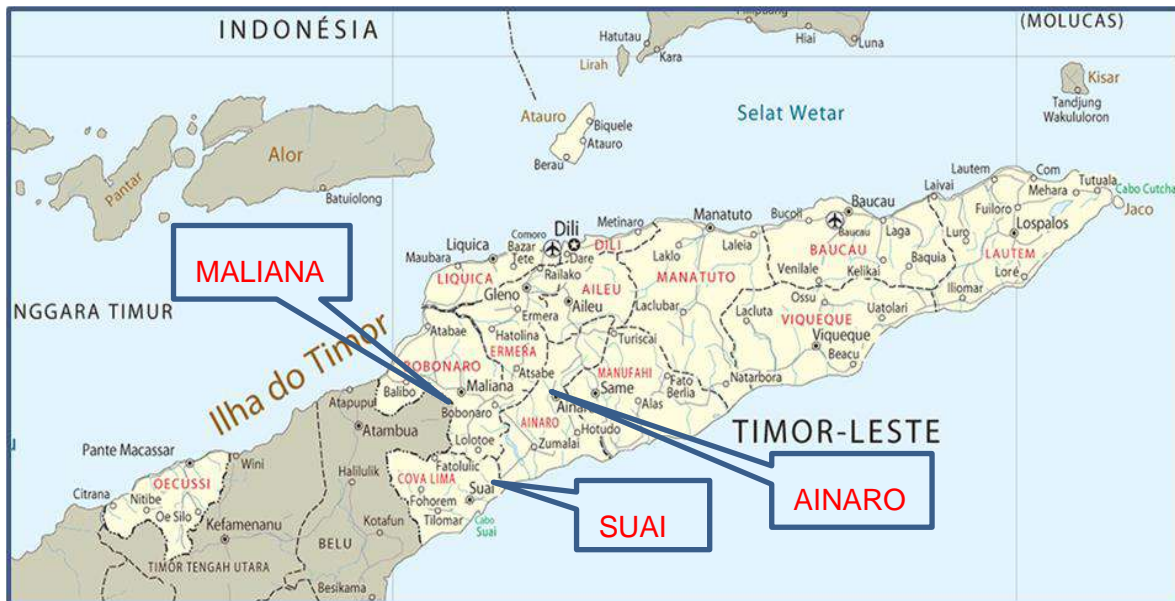 INDONÉSIA
(MOLUCAS)
Hatutau
Kara
Lirah
Hiai
Luna
Kisar
Tandjung
Wakululoron
Selat Wetar
Atauro
Biquele
Atauro
Berau
Alor
Pantar
Batuiolong
Lautem
Com
Mehara
Tutuala
Cabo Cutcha
Jaco
Laivai
Fuiloro
Lospalos
Luro
LAUTEM
Loré
Iliomar
Baucau
Bucoli
Baucau
Laga
BAUCAU
Baquia
Venilale
Kelikai
Manatuto
Metinaro
Laleia
Laklo
MANATUTO
Laclubar
Lacluta
Ossu
Uatolari
VIQUEQUE
Viqueque
Beacu
Natarbora
Dili
Comoro
DILI
Dare
Bazar
Tete
Liquica
Maubara
LIQUICA
Railako
Gleno
AILEU
Aileu
Ermera
Hatolina
ERMERA
Atsabe
Turiscai
MANUFAHI
Same
Fato
Berlia
Alas
Ainaro
AINARO
Hotudo
Zumalai
Atabae
BOBONARO
Maliana
Balibo
Bobonaro
Lolotoe
Fatolulic
COVA LIMA
Suai
Fohorem
Tilomar
Cabo
Suai
MALIANA
SUAI
AINARO
TIMOR-LESTE
NGGARA TIMUR
Ilha do Timor
Atapupu
Atambua
Pante Macassar
Wini
OECUSSI
Citrana
Nitibe
Oe Silo
Halilulik
Kefamenanu
Kotafun
BELU
TIMOR TENGAH UTARA
Besikama